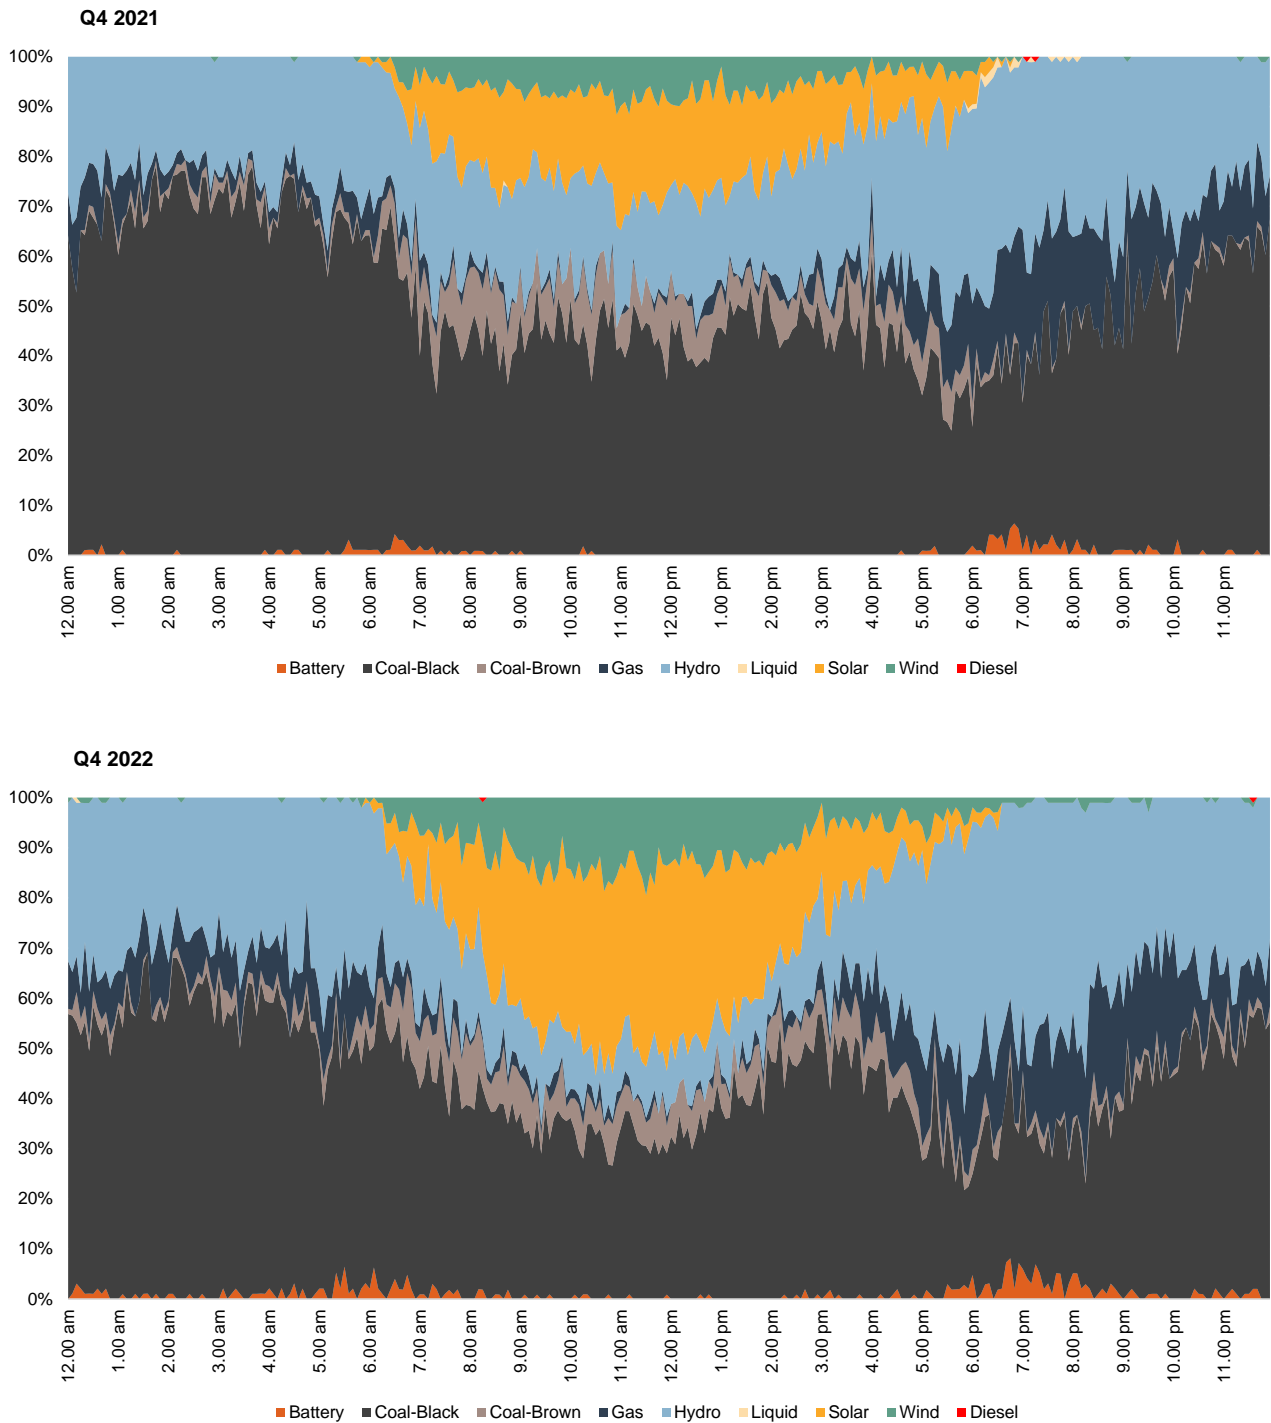 Q4 2021
100%
90%
80%
70%
60%
50%
40%
30%
20%
10%
0%
12.00 am
1.00 am
2.00 am
3.00 am
4.00 am
5.00 am
6.00 am
7.00 am
8.00 am
9.00 am
10.00 am
11.00 am
12.00 pm
1.00 pm
2.00 pm
3.00 pm
4.00 pm
5.00 pm
6.00 pm
7.00 pm
8.00 pm
9.00 pm
10.00 pm
11.00 pm
Battery Coal-Black Coal-Brown Gas Hydro Liquid Solar Wind Diesel
Q4 2022
100%
90%
80%
70%
60%
50%
40%
30%
20%
10%
0%
12.00 am
1.00 am
2.00 am
3.00 am
4.00 am
5.00 am
6.00 am
7.00 am
8.00 am
9.00 am
10.00 am
11.00 am
12.00 pm
1.00 pm
2.00 pm
3.00 pm
4.00 pm
5.00 pm
6.00 pm
7.00 pm
8.00 pm
9.00 pm
10.00 pm
11.00 pm
Battery Coal-Black Coal-Brown Gas Hydro Liquid Solar Wind Diesel